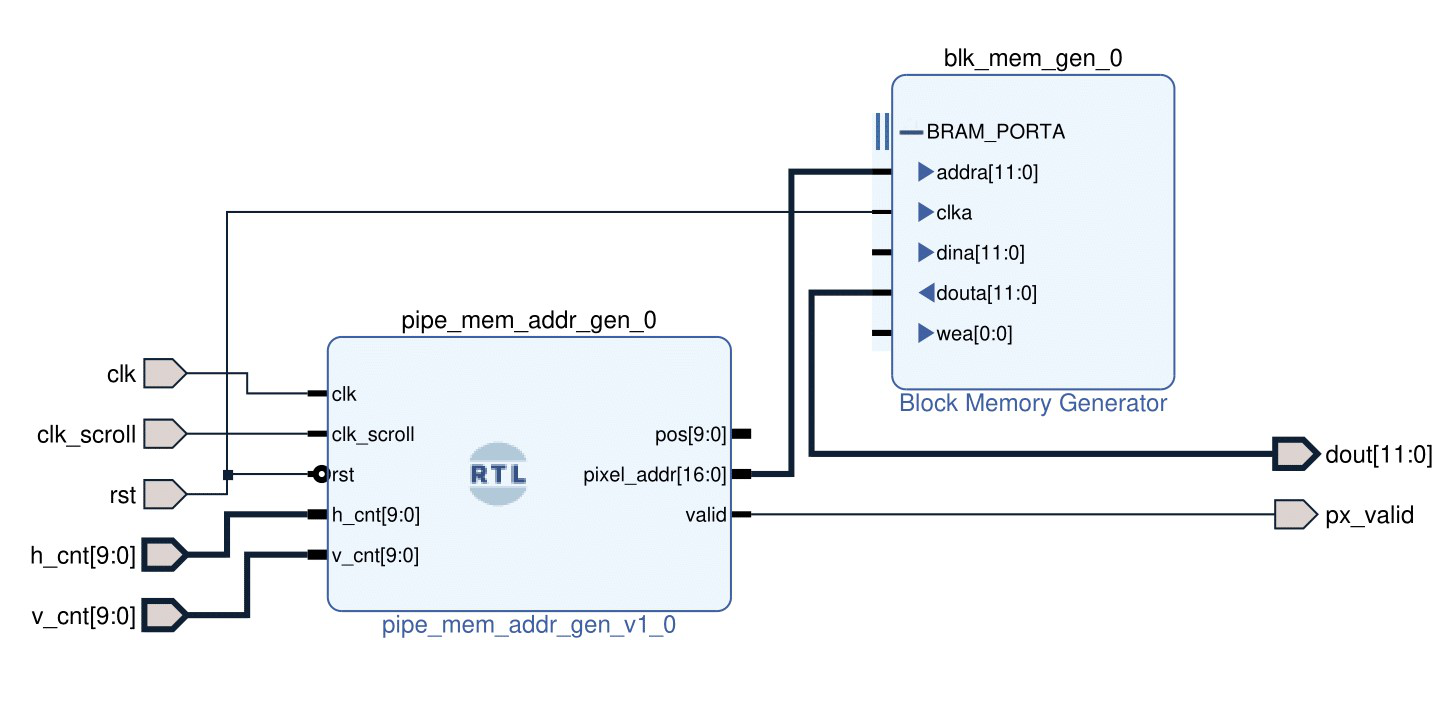 blk_mem_gen_0
BRAM_PORTA
addra[11:0]
clka
dina[11:0]
douta[11:0]
wea[0:0]
Block Memory Generator
pipe_mem_addr_gen_0
clk
clk_scroll
rst
h_cnt[9:0]
v_cnt[9:0]
clk
clk_scroll
rst
h_cnt[9:0]
v_cnt[9:0]
RTL
pos[9:0]
pixel_addr[16:0]
valid
pipe_mem_addr_gen_v1_0
dout[11:0]
px_valid